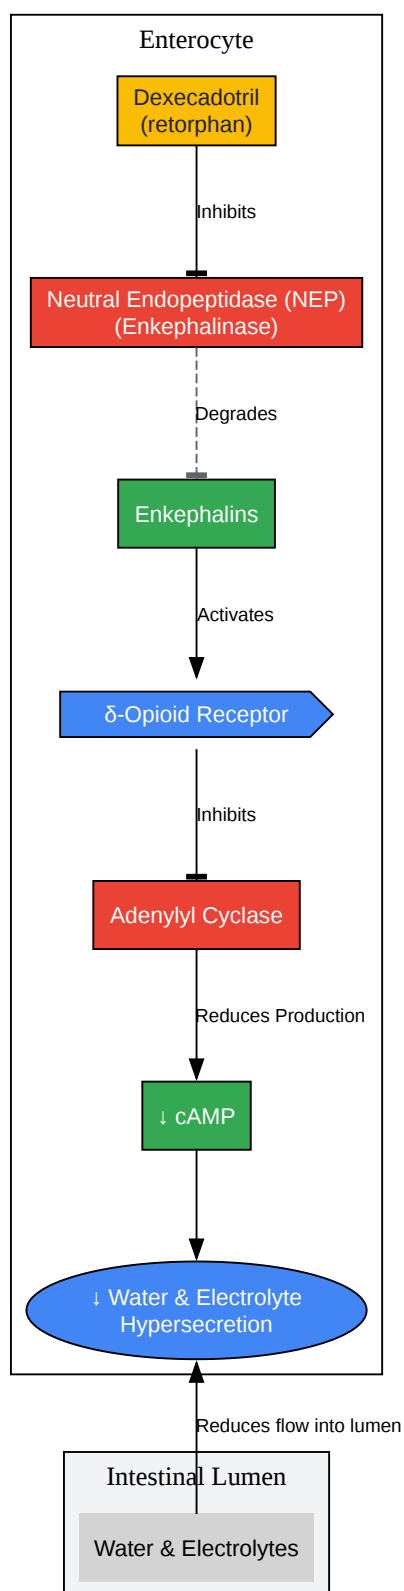 Enterocyte
Dexecadotril
(retorphan)
Inhibits
Neutral Endopeptidase (NEP)
(Enkephalinase)
Degrades
Enkephalins
Activates
δ-Opioid Receptor
Inhibits
Adenylyl Cyclase
Reduces Production
↓ cAMP
↓ Water & Electrolyte
Hypersecretion
Reduces flow into lumen
Intestinal Lumen
Water & Electrolytes